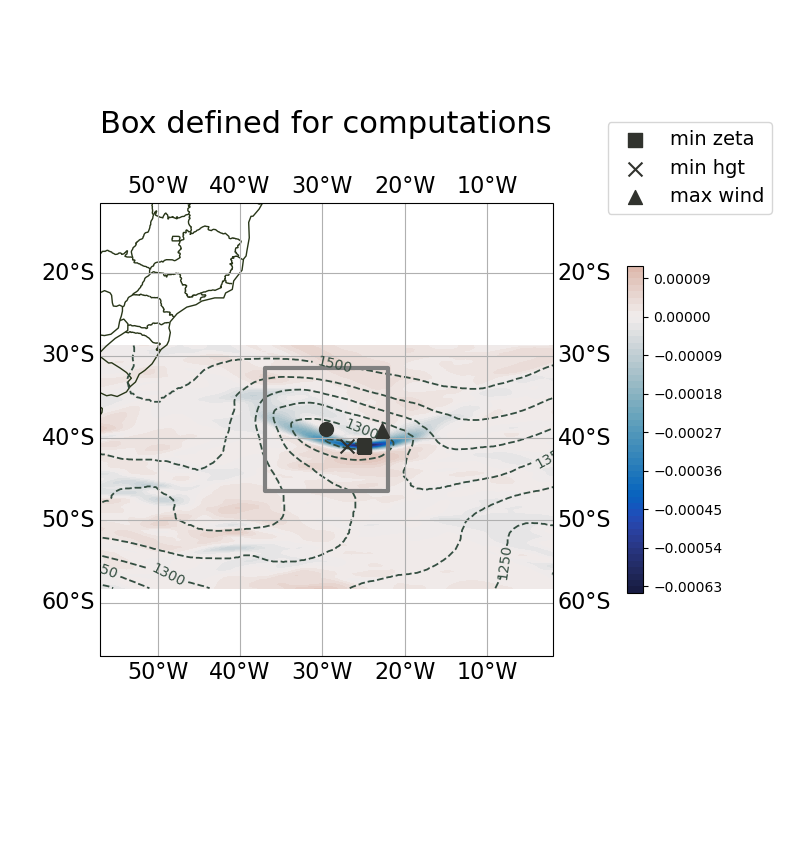 Box defined for computations
min zeta
min hgt
max wind
50°W 40°W 30°W 20°W 10°W
20°S 20°S
30°S 30°S
40°S 40°S
50°S 50°S
60°S 60°S
50°W 40°W 30°W 20°W 10°W
1500
1300
135
1250
50
1300
0.00009
0.00000
−0.00009
−0.00018
−0.00027
−0.00036
−0.00045
−0.00054
−0.00063